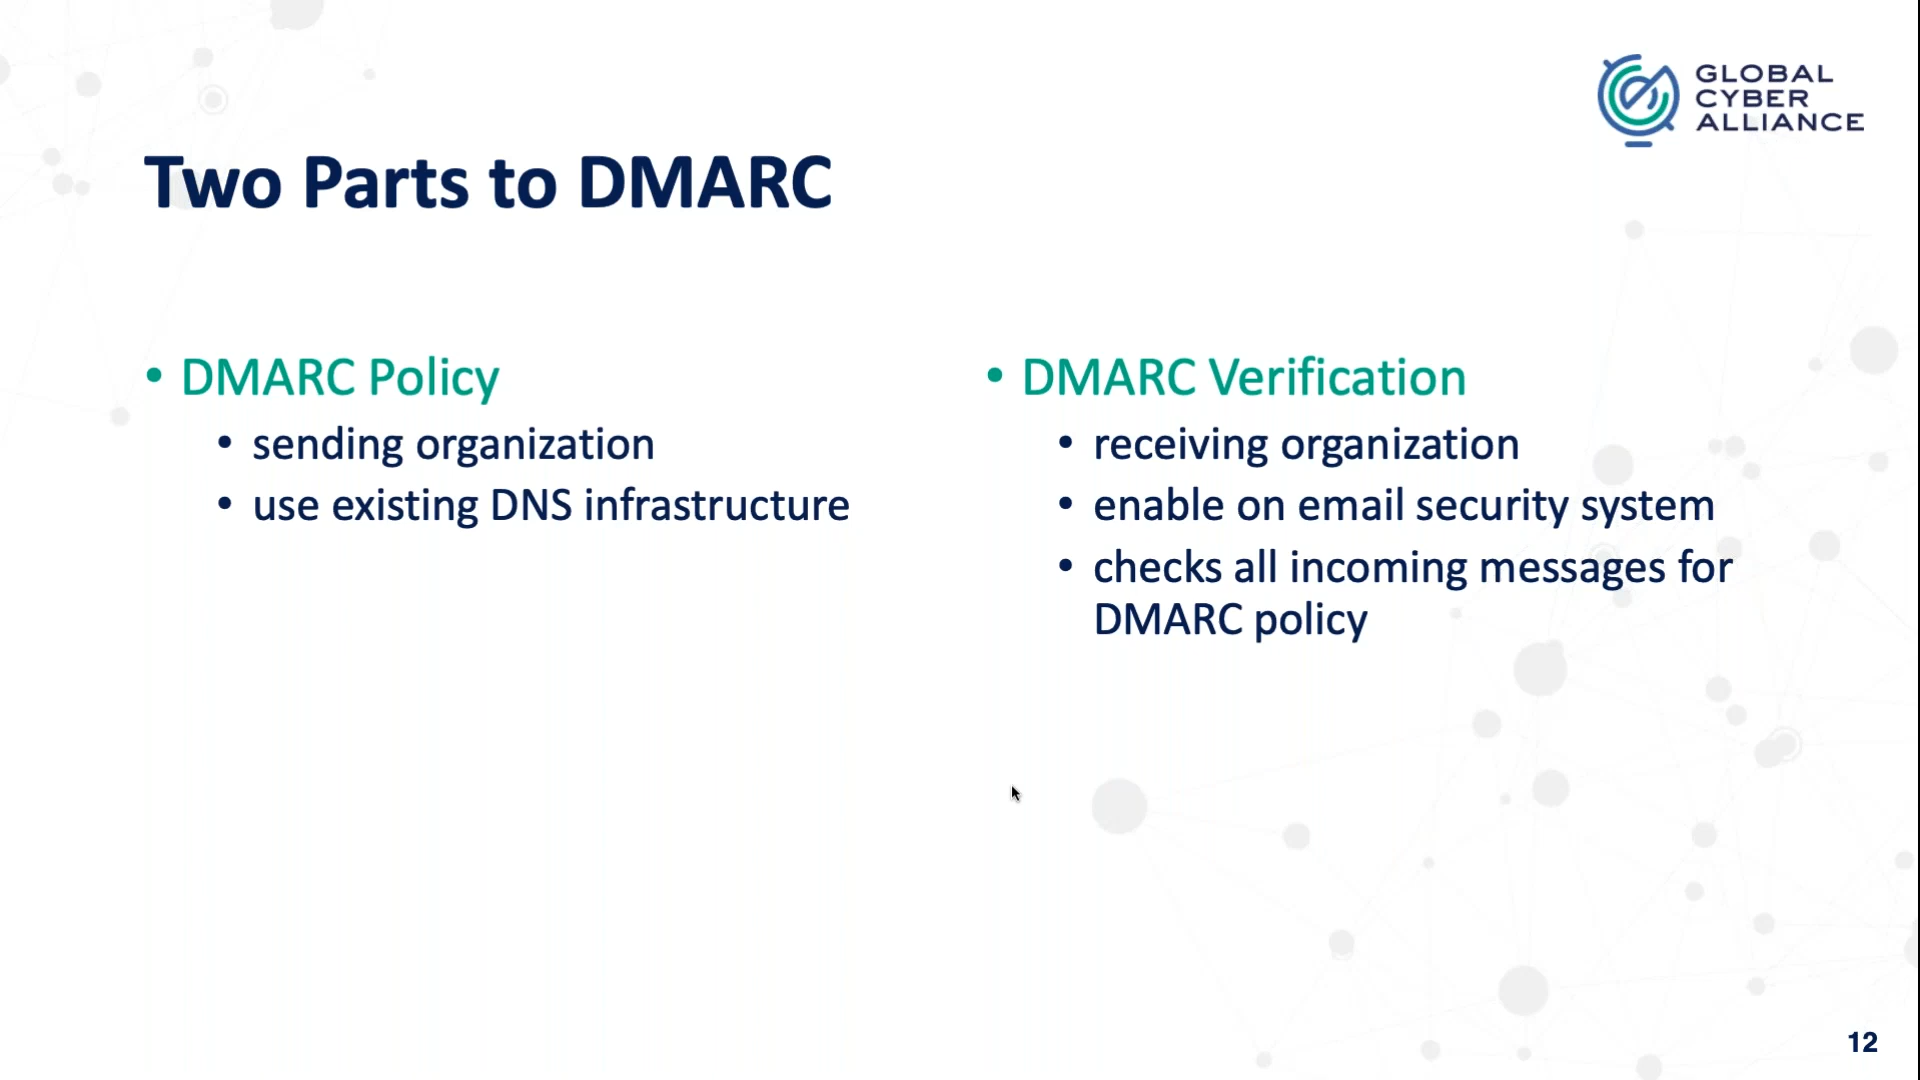 GLOBAL
CYBER
ALLIANCE
Two Parts to DMARC
• DMARC Policy
• sending organization
• use existing DNS infrastructure
• DMARC Verification
• receiving organization
• enable on email security system
• checks all incoming messages for
DMARC policy
12